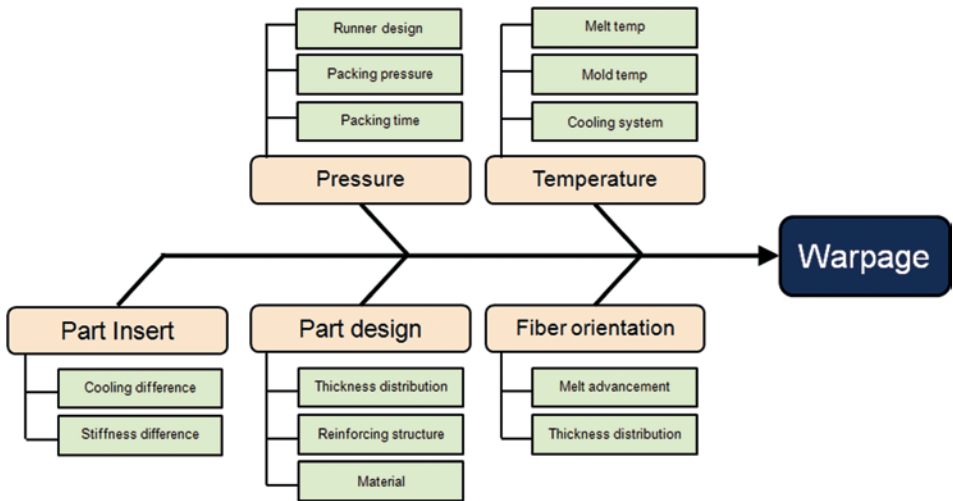 Runner design
Packing pressure
Packing time
Pressure
Melt temp
Mold temp
Cooling system
Temperature
Warpage
Part Insert
Cooling difference
Stiffness difference
Part design
Thickness distribution
Reinforcing structure
Material
Fiber orientation
Melt advancement
Thickness distribution